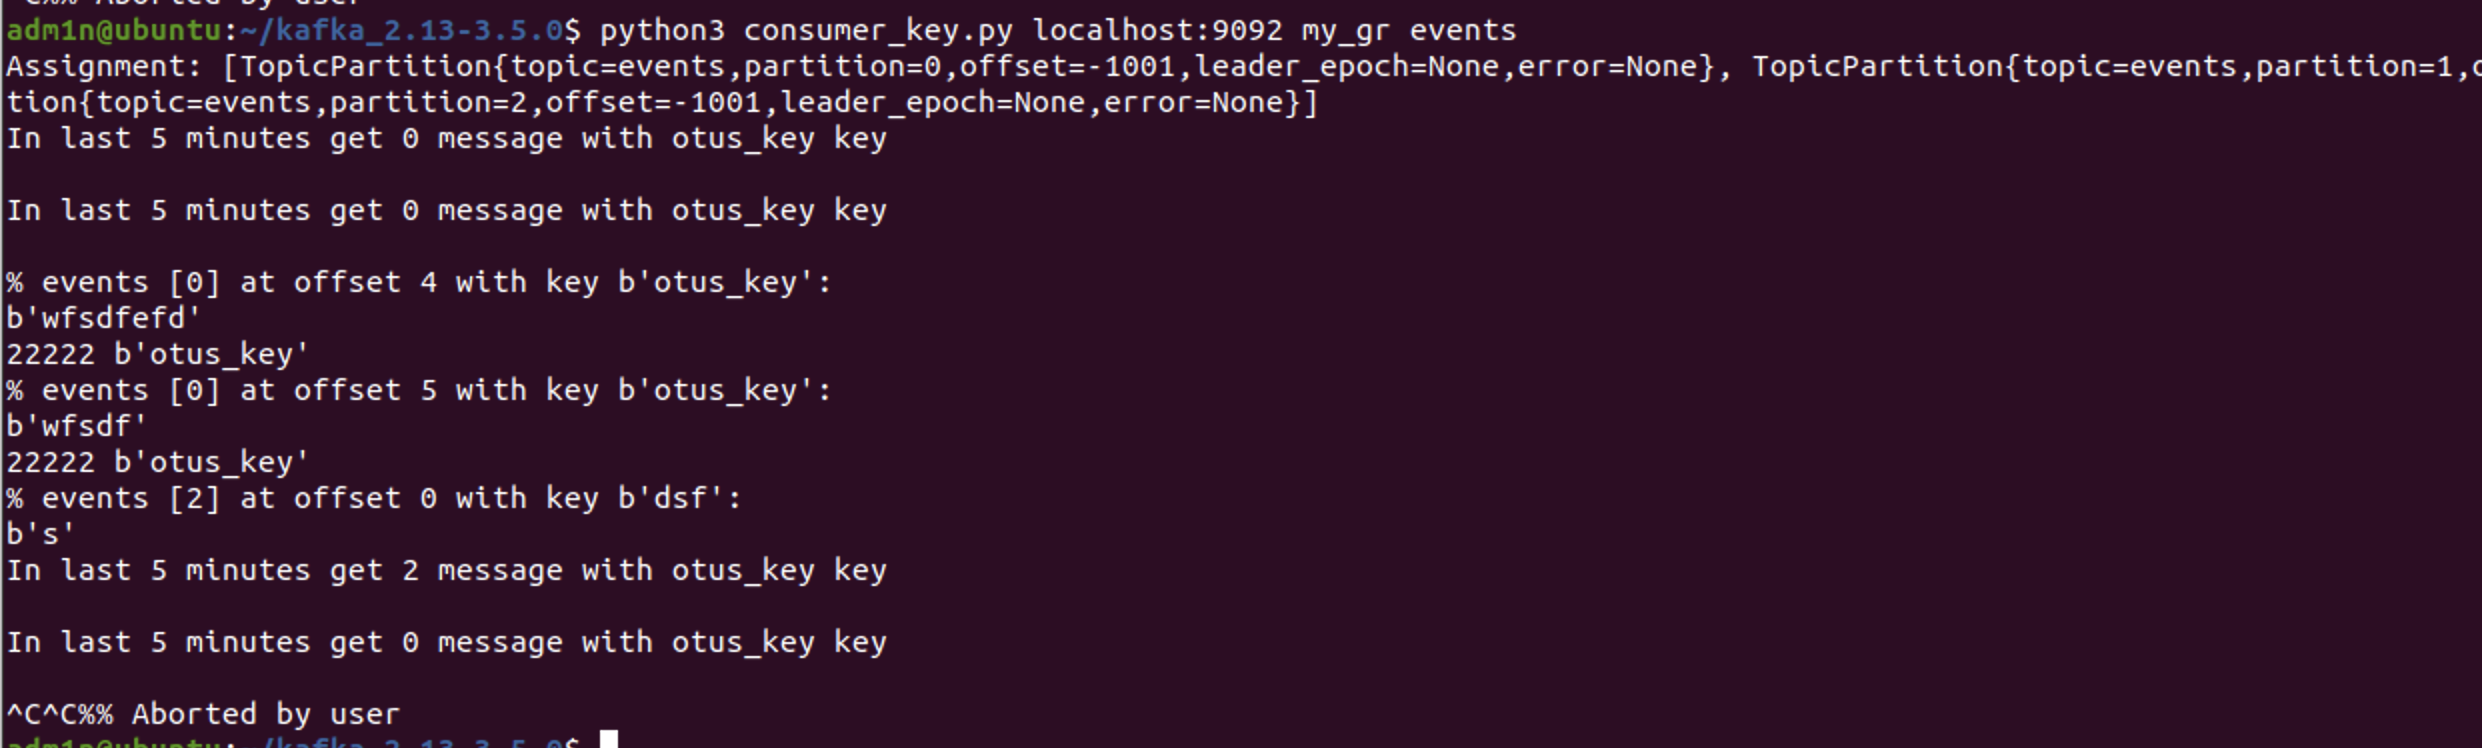 Aborted by user
adm1n@ubuntu:~/kafka_2.13-3.5.0$ python3 consumer_key.py localhost:9092 my_gr events
Assignment: [TopicPartition{topic=events,partition=0,offset=-1001,leader_epoch=None,error=None}, TopicPartition{topic=events,partition=1,
tion{topic=events,partition=2,offset=-1001,leader_epoch=None,error=None}]
In last 5 minutes get 0 message with otus_key key
In last 5 minutes get 0 message with otus_key key
% events [0] at offset 4 with key b'otus_key':
b'wfsdfefd'
22222 b'otus_key'
% events [0] at offset 5 with key b'otus_key':
b'wfsdf'
22222 b'otus_key'
% events [2] at offset 0 with key b'dsf':
b's'
In last 5 minutes get 2 message with otus_key key
In last 5 minutes get 0 message with otus_key key
^C^C%% Aborted by user
adm1n@ubuntu:~/kafka_2.13-3.5.0$